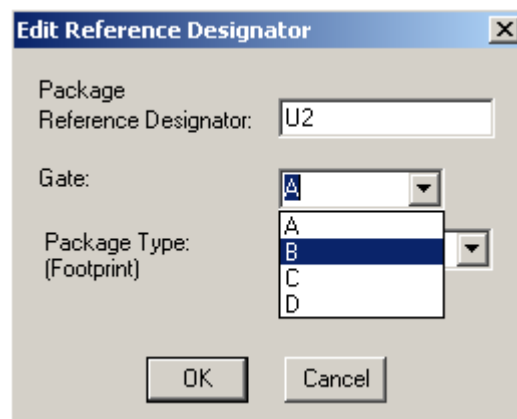 Edit Reference Designator
Package
Reference Designator:
U2
Gate:
A
A
B
C
D
Package Type:
(Footprint)
OK
Cancel